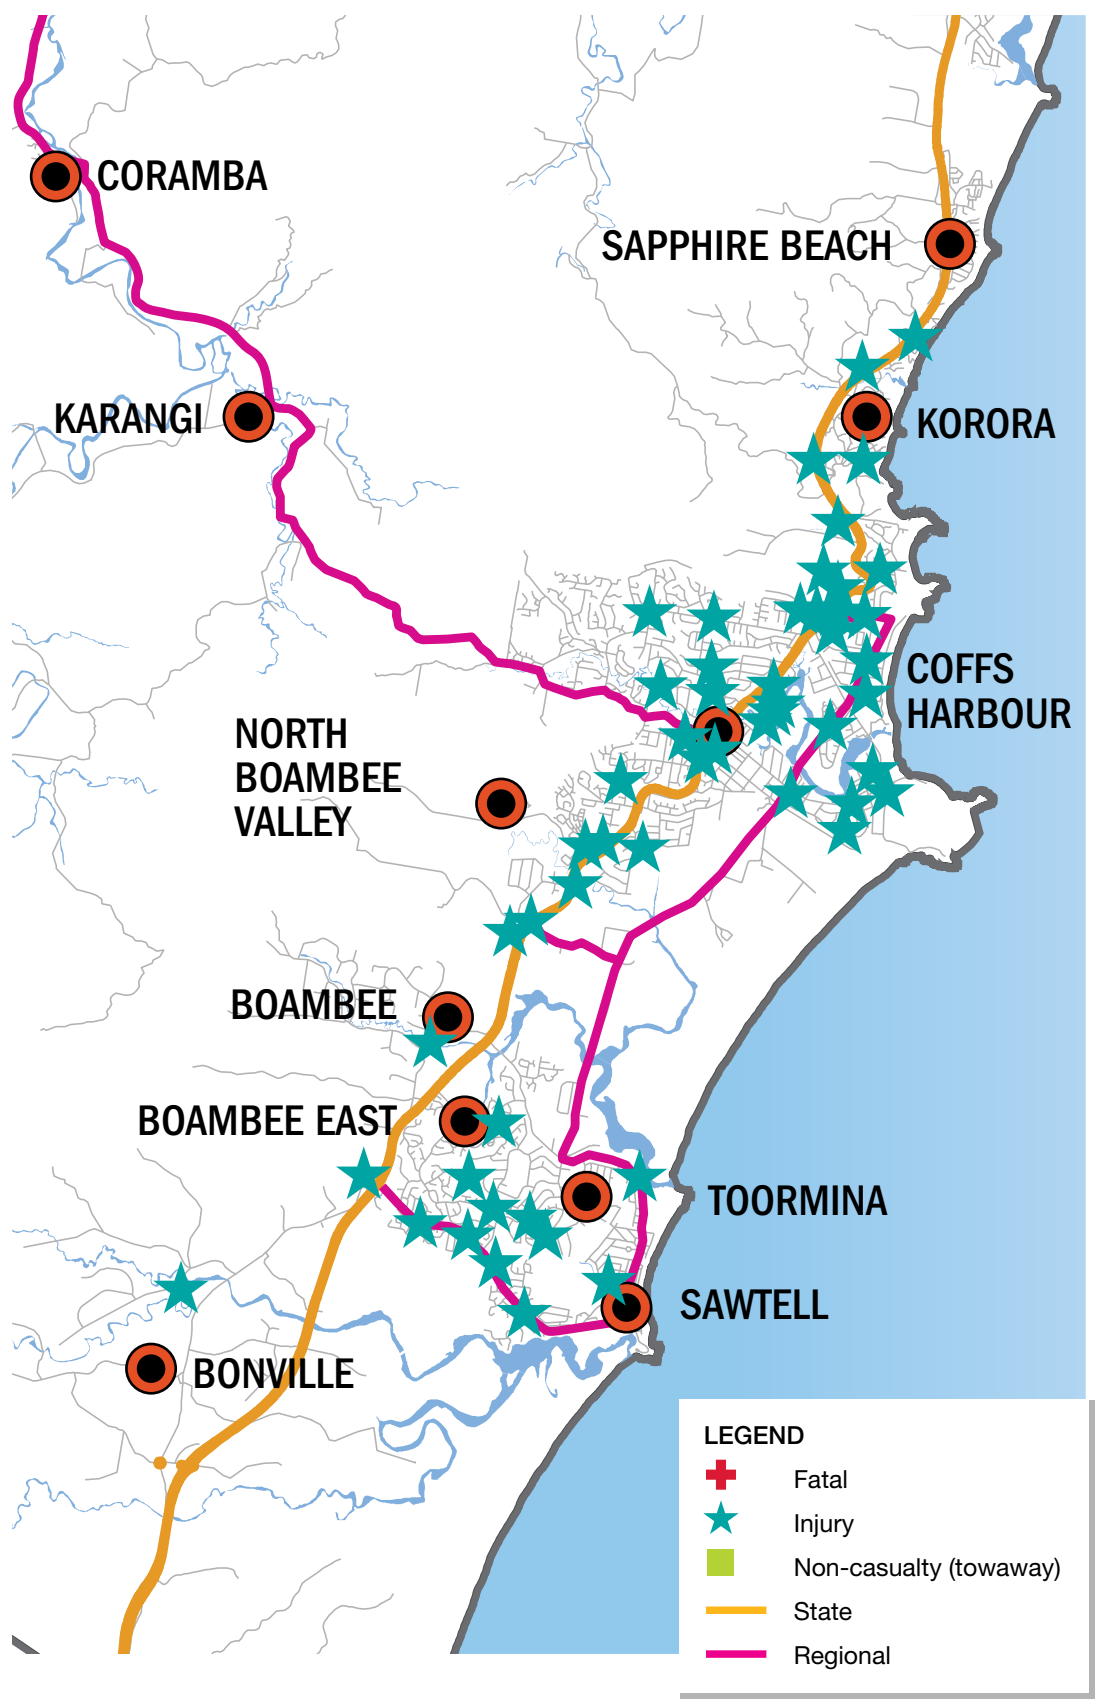 CORAMBA
SAPPHIRE BEACH
KARANGI
KORORA
COFFS
HARBOUR
NORTH
BOAMBEE
VALLEY
BOAMBEE
BOAMBEE EAST
TOORMINA
SAWTELL
BONVILLE
LEGEND
Fatal
Injury
Non-casualty (towaway)
State
Regional